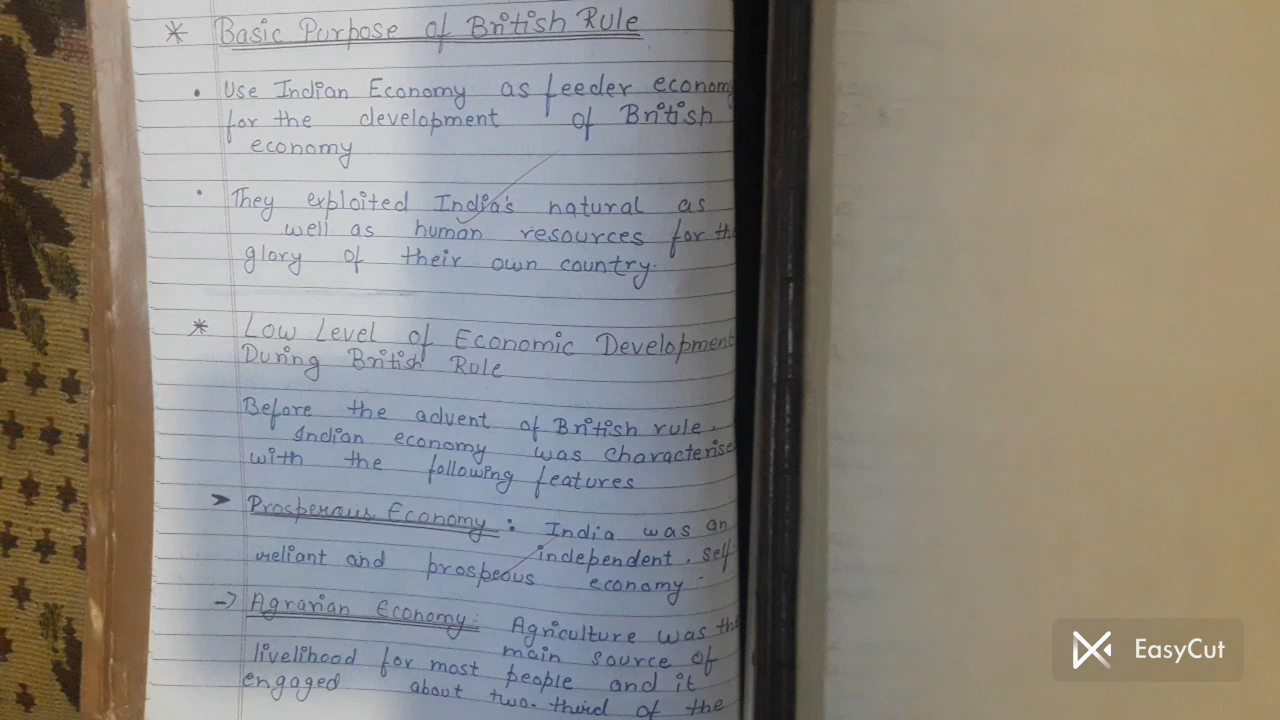 * Basic Purpose of British Rule
• Use Indian Economy as feeder econom
for the development of British
economy
• They exploited India's natural as
well as human resources for th
glory of their own country.
* Low Level of Economic Development
During British Rule
Before the advent of British rule,
Indian economy was characterise
with the following features
➤ Prosperous Economy : India was an
independent, self-
reliant and prospeous economy.
→ Agrarian Economy: Agriculture was the
main source of
livelihood for most people and it
engaged about two-third of the
EasyCut